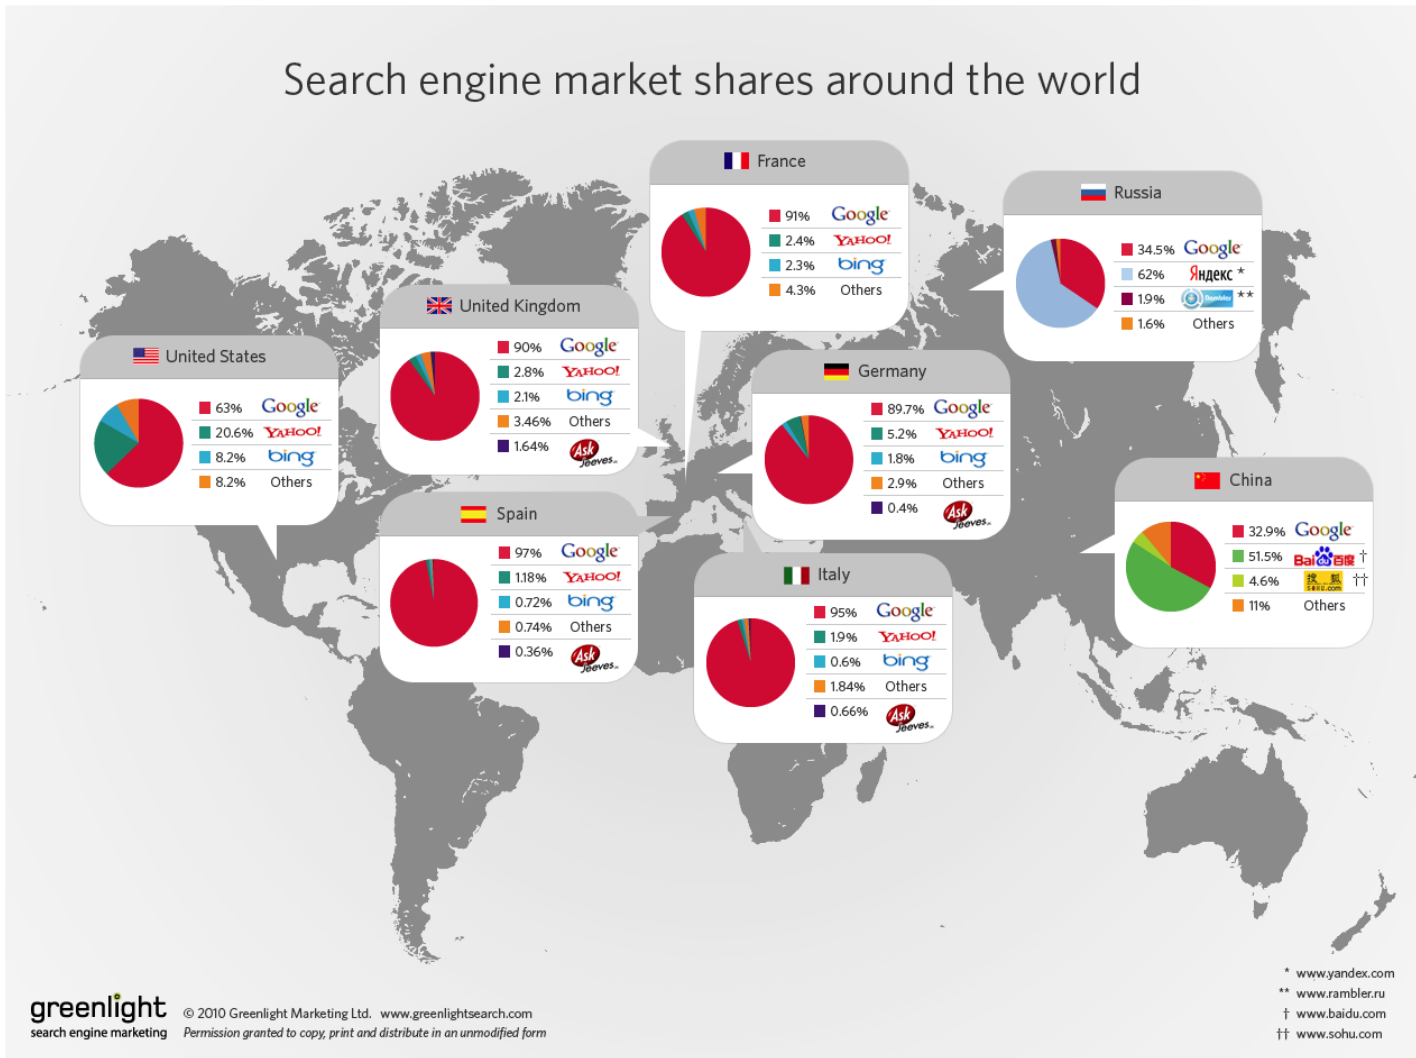 Search engine market shares around the world
France
91% Google
2.4% YAHOO!
2.3% bing
4.3% Others
Russia
34.5% Google
62% Яндекс *
1.9% Rambler **
1.6% Others
United Kingdom
90% Google
2.8% YAHOO!
2.1% bing
3.46% Others
1.64% Ask Jeeves
United States
63% Google
20.6% YAHOO!
8.2% bing
8.2% Others
Germany
89.7% Google
5.2% YAHOO!
1.8% bing
2.9% Others
0.4% Ask Jeeves
China
32.9% Google
51.5% Bai du 百度 †
4.6% 搜狐 SOHU.com ††
11% Others
Spain
97% Google
1.18% YAHOO!
0.72% bing
0.74% Others
0.36% Ask Jeeves
Italy
95% Google
1.9% YAHOO!
0.6% bing
1.84% Others
0.66% Ask Jeeves
* www.yandex.com
** www.rambler.ru
† www.baidu.com
†† www.sohu.com
greenlight
search engine marketing
© 2010 Greenlight Marketing Ltd. www.greenlightsearch.com
Permission granted to copy, print and distribute in an unmodified form